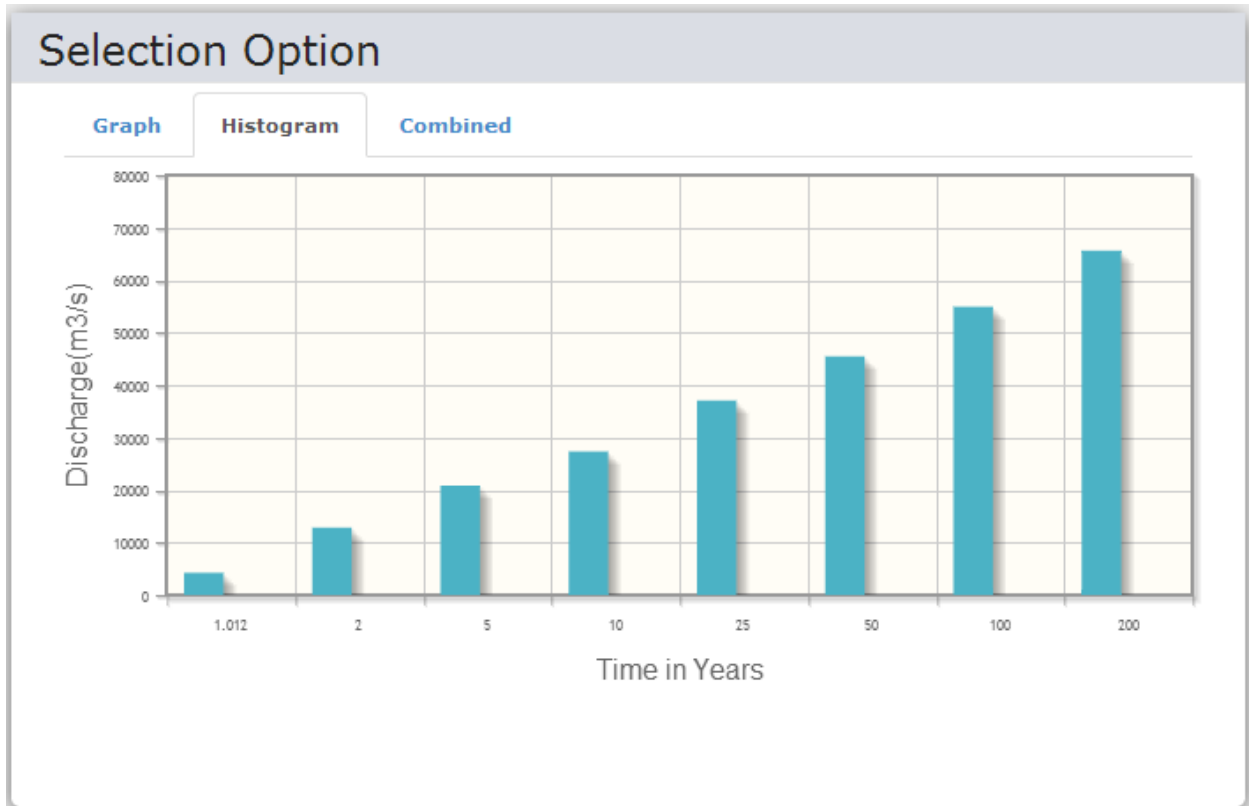 Selection Option
Graph Histogram Combined
80000
70000
60000
50000
40000
30000
20000
10000
0
Discharge(m3/s)
1.012 2 5 10 25 50 100 200
Time in Years